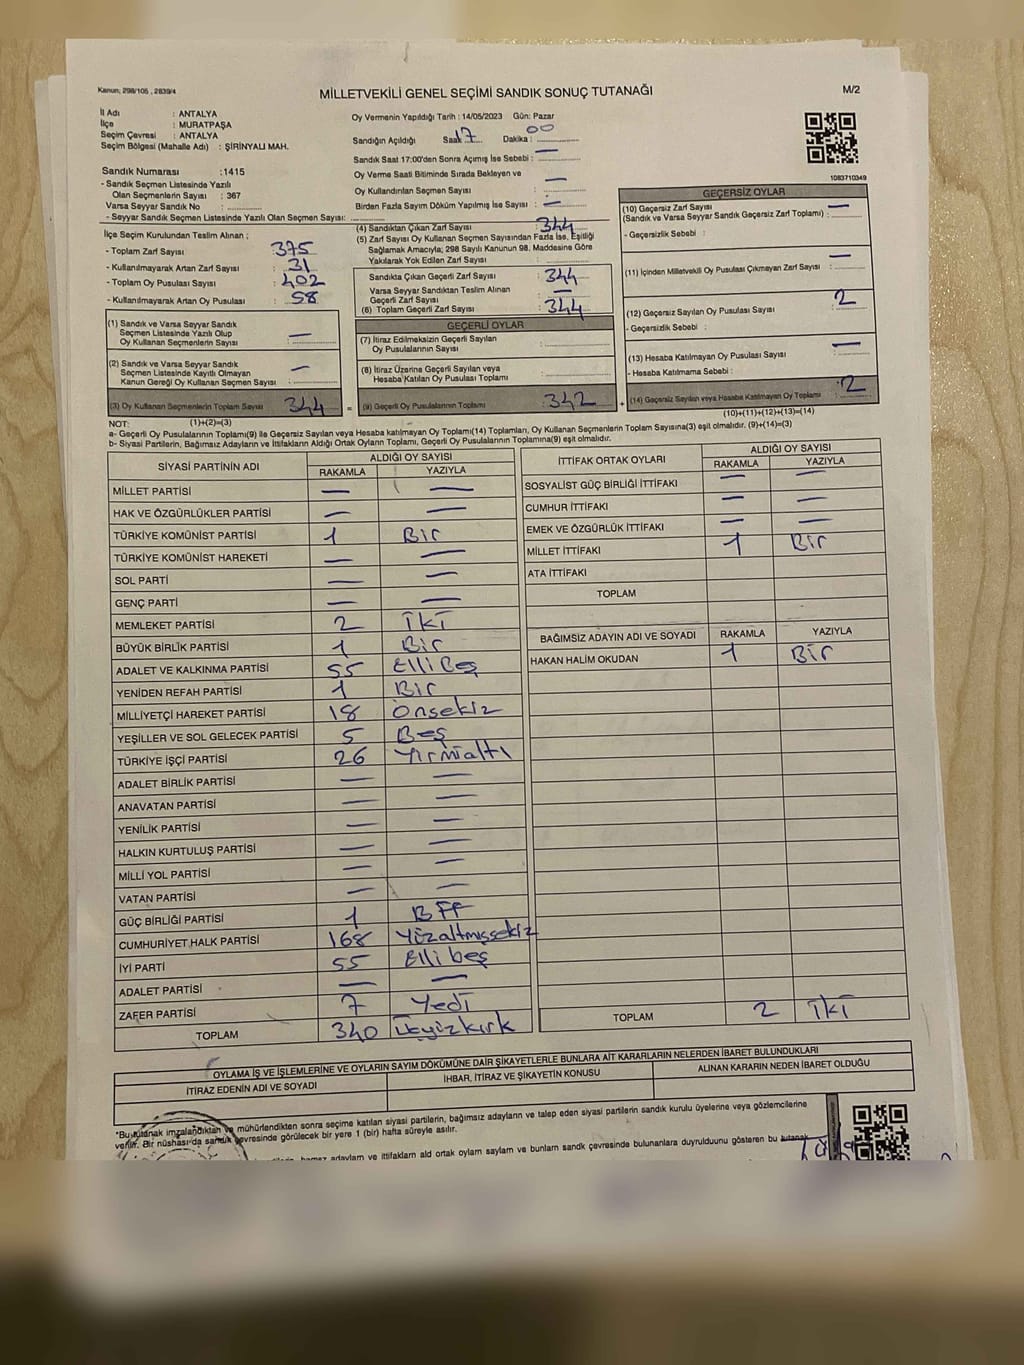 Kanun; 298/105 , 2839/4
MİLLETVEKİLİ GENEL SEÇİMİ SANDIK SONUÇ TUTANAĞI
M/2
İl Adı : ANTALYA
İlçe : MURATPAŞA
Seçim Çevresi : ANTALYA
Seçim Bölgesi (Mahalle Adı) : ŞİRİNYALI MAH.
Oy Vermenin Yapıldığı Tarih : 14/05/2023 Gün: Pazar
Sandığın Açıldığı Saat 17 Dakika : 00
Sandık Saat 17:00'den Sonra Açımış İse Sebebi : —
Oy Verme Saati Bitiminde Sırada Bekleyen ve
Oy Kullandırılan Seçmen Sayısı : —
Birden Fazla Sayım Döküm Yapılmış İse Sayısı : —
1083710349
Sandık Numarası : 1415
- Sandık Seçmen Listesinde Yazılı
Olan Seçmenlerin Sayısı : 367
Varsa Seyyar Sandık No :
- Seyyar Sandık Seçmen Listesinde Yazılı Olan Seçmen Sayısı:
İlçe Seçim Kurulundan Teslim Alınan ;
- Toplam Zarf Sayısı : 375
- Kullanılmayarak Artan Zarf Sayısı : 31
- Toplam Oy Pusulası Sayısı : 402
- Kullanılmayarak Artan Oy Pusulası : 58
(4) Sandıktan Çıkan Zarf Sayısı : 344
(5) Zarf Sayısı Oy Kullanan Seçmen Sayısından Fazla İse, Eşitliği
Sağlamak Amacıyla; 298 Sayılı Kanunun 98. Maddesine Göre
Yakılarak Yok Edilen Zarf Sayısı :
Sandıkta Çıkan Geçerli Zarf Sayısı : 344
Varsa Seyyar Sandıktan Teslim Alınan
Geçerli Zarf Sayısı : —
(6) Toplam Geçerli Zarf Sayısı : 344
GEÇERSİZ OYLAR
(10) Geçersiz Zarf Sayısı —
(Sandık ve Varsa Seyyar Sandık Geçersiz Zarf Toplamı) :
- Geçersizlik Sebebi :
(11) İçinden Milletvekili Oy Pusulası Çıkmayan Zarf Sayısı : —
(12) Geçersiz Sayılan Oy Pusulası Sayısı : 2
- Geçersizlik Sebebi :
(13) Hesaba Katılmayan Oy Pusulası Sayısı : —
- Hesaba Katılmama Sebebi :
(14) Geçersiz Sayılan veya Hesaba Katılmayan Oy Toplamı : 2
(10)+(11)+(12)+(13)=(14)
(1) Sandık ve Varsa Seyyar Sandık
Seçmen Listesinde Yazılı Olup
Oy Kullanan Seçmenlerin Sayısı : —
(2) Sandık ve Varsa Seyyar Sandık
Seçmen Listesinde Kayıtlı Olmayan
Kanun Gereği Oy Kullanan Seçmen Sayısı : —
(3) Oy Kullanan Seçmenlerin Toplam Sayısı : 344
GEÇERLİ OYLAR
(7) İtiraz Edilmeksizin Geçerli Sayılan
Oy Pusulalarının Sayısı :
(8) İtiraz Üzerine Geçerli Sayılan veya
Hesaba Katılan Oy Pusulası Toplamı :
= (9) Geçerli Oy Pusulalarının Toplamı : 342 +
NOT: (1)+(2)=(3)
a- Geçerli Oy Pusulalarının Toplamı(9) ile Geçersiz Sayılan veya Hesaba katılmayan Oy Toplamı(14) Toplamları, Oy Kullanan Seçmenlerin Toplam Sayısına(3) eşit olmalıdır. (9)+(14)=(3)
b- Siyasi Partilerin, Bağımsız Adayların ve İttifakların Aldığı Ortak Oyların Toplamı, Geçerli Oy Pusulalarının Toplamına(9) eşit olmalıdır.
SİYASİ PARTİNİN ADI ALDIĞI OY SAYISI
RAKAMLA YAZIYLA
MİLLET PARTİSİ — —
HAK VE ÖZGÜRLÜKLER PARTİSİ — —
TÜRKİYE KOMÜNİST PARTİSİ 1 Bir
TÜRKİYE KOMÜNİST HAREKETİ — —
SOL PARTİ — —
GENÇ PARTİ — —
MEMLEKET PARTİSİ 2 İki
BÜYÜK BİRLİK PARTİSİ 1 Bir
ADALET VE KALKINMA PARTİSİ 55 Elli Beş
YENİDEN REFAH PARTİSİ 1 Bir
MİLLİYETÇİ HAREKET PARTİSİ 18 Onsekiz
YEŞİLLER VE SOL GELECEK PARTİSİ 5 Beş
TÜRKİYE İŞÇİ PARTİSİ 26 Yirmialtı
ADALET BİRLİK PARTİSİ — —
ANAVATAN PARTİSİ — —
YENİLİK PARTİSİ — —
HALKIN KURTULUŞ PARTİSİ — —
MİLLİ YOL PARTİSİ — —
VATAN PARTİSİ — —
GÜÇ BİRLİĞİ PARTİSİ 1 Bir
CUMHURİYET HALK PARTİSİ 168 Yüzaltmışsekiz
İYİ PARTİ 55 Elli beş
ADALET PARTİSİ — —
ZAFER PARTİSİ 7 Yedi
TOPLAM 340 Üçyüzkırk
İTTİFAK ORTAK OYLARI ALDIĞI OY SAYISI
RAKAMLA YAZIYLA
SOSYALİST GÜÇ BİRLİĞİ İTTİFAKI — —
CUMHUR İTTİFAKI — —
EMEK VE ÖZGÜRLÜK İTTİFAKI — —
MİLLET İTTİFAKI 1 Bir
ATA İTTİFAKI
TOPLAM
BAĞIMSIZ ADAYIN ADI VE SOYADI RAKAMLA YAZIYLA
HAKAN HALİM OKUDAN 1 Bir
TOPLAM 2 İki
OYLAMA İŞ VE İŞLEMLERİNE VE OYLARIN SAYIM DÖKÜMÜNE DAİR ŞİKAYETLERLE BUNLARA AİT KARARLARIN NELERDEN İBARET BULUNDUKLARI
İTİRAZ EDENİN ADI VE SOYADI İHBAR, İTİRAZ VE ŞİKAYETİN KONUSU ALINAN KARARIN NEDEN İBARET OLDUĞU
*Bu tutanak imzalandıktan ve mühürlendikten sonra seçime katılan siyasi partilerin, bağımsız adayların ve talep eden siyasi partilerin sandık kurulu üyelerine veya gözlemcilerine
verilir. Bir nüshası da sandık çevresinde görülecek bir yere 1 (bir) hafta süreyle asılır.
adayların ve ittifakların aldı ortak oyların sayların ve bunların sandk çevresinde bulunanlara duyrulduunu gösteren bu tutanak